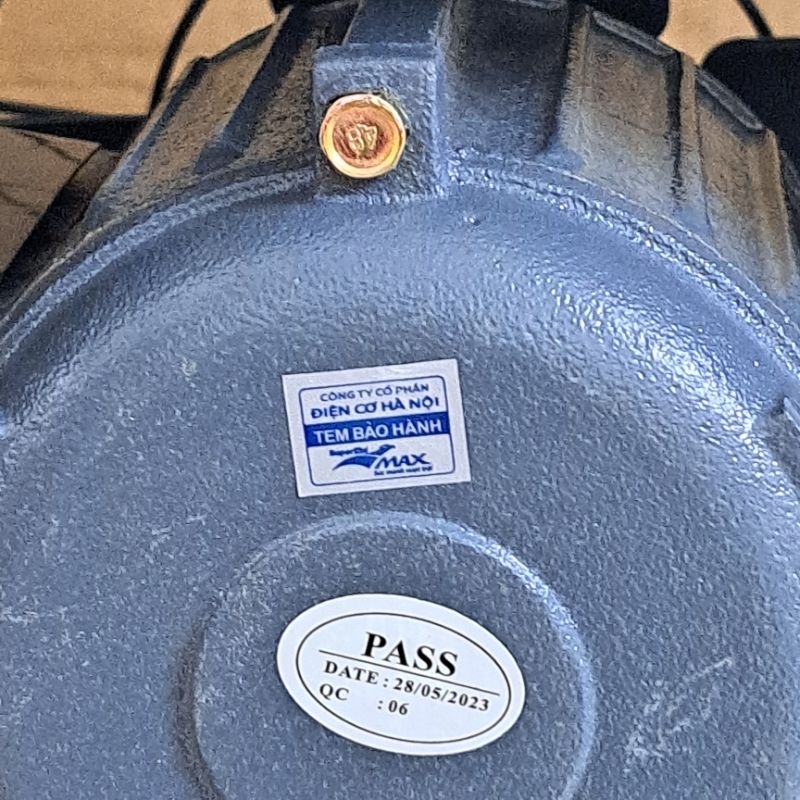 CÔNG TY CỔ PHẦN
ĐIỆN CƠ HÀ NỘI
TEM BẢO HÀNH
MAX
PASS
DATE : 28/05/2023
QC : 06